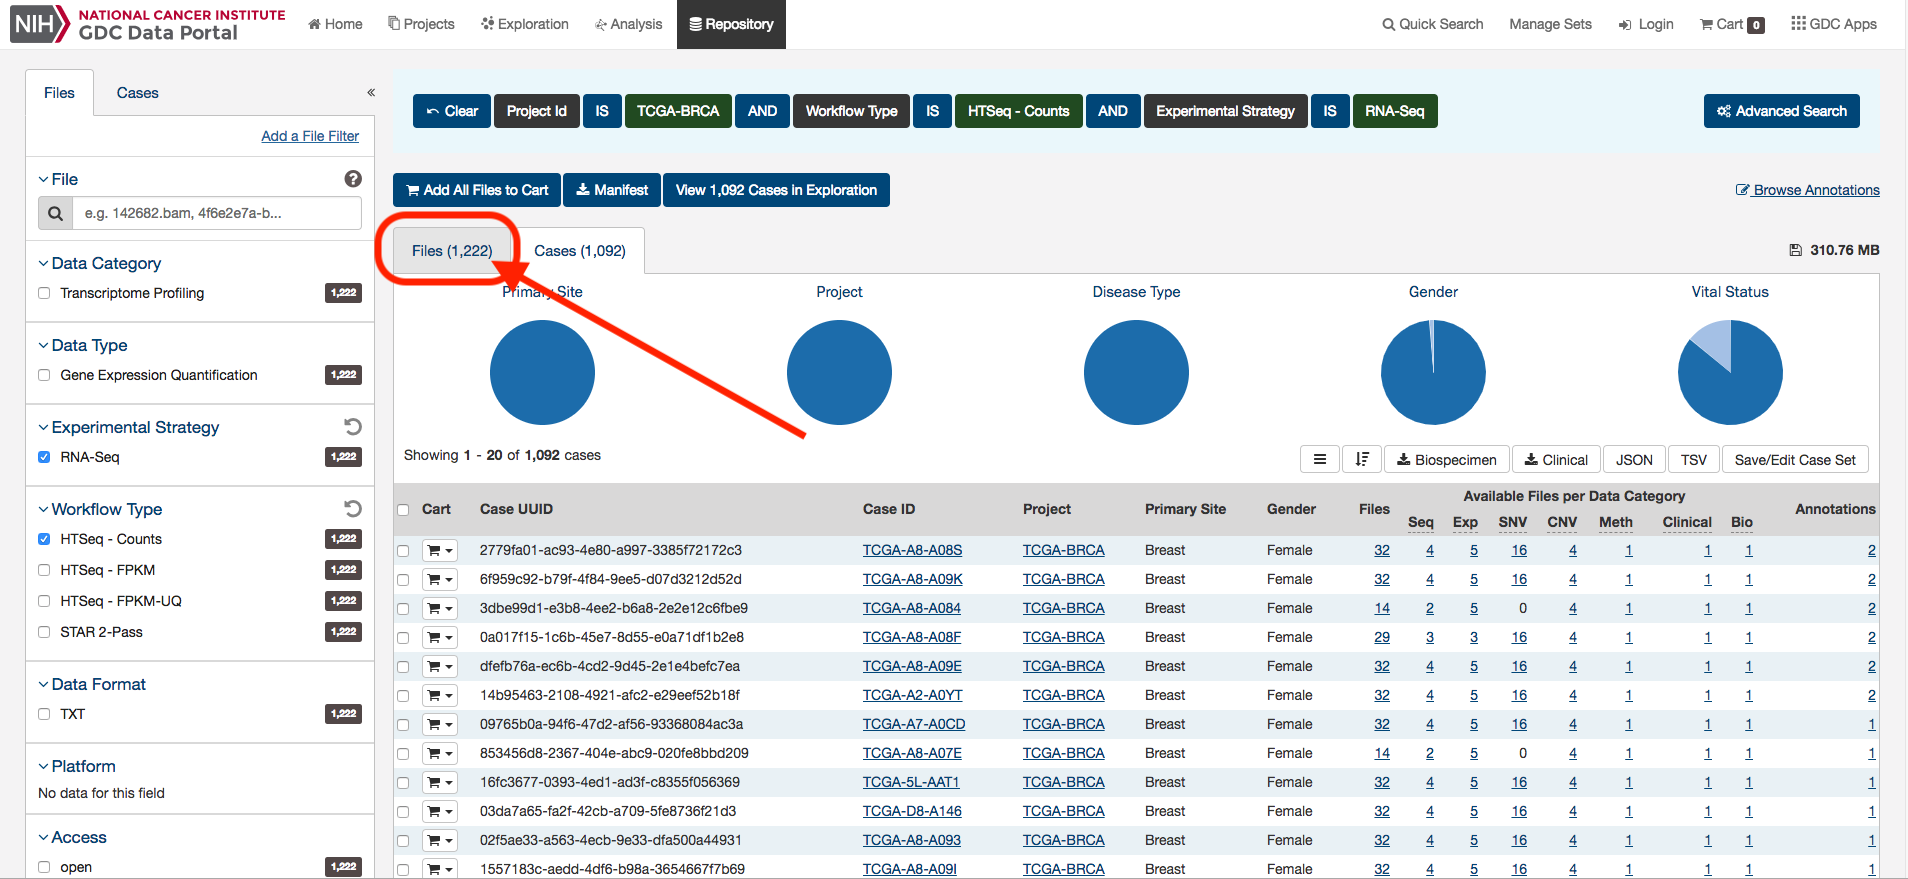 NIH NATIONAL CANCER INSTITUTE
GDC Data Portal
Home Projects Exploration Analysis Repository
Quick Search Manage Sets Login Cart 0 GDC Apps
Files Cases «
Add a File Filter
File ?
e.g. 142682.bam, 4f6e2e7a-b...
Data Category
Transcriptome Profiling 1,222
Data Type
Gene Expression Quantification 1,222
Experimental Strategy
RNA-Seq 1,222
Workflow Type
HTSeq - Counts 1,222
HTSeq - FPKM 1,222
HTSeq - FPKM-UQ 1,222
STAR 2-Pass 1,222
Data Format
TXT 1,222
Platform
No data for this field
Access
open 1,222
Clear Project Id IS TCGA-BRCA AND Workflow Type IS HTSeq - Counts AND Experimental Strategy IS RNA-Seq
Advanced Search
Add All Files to Cart Manifest View 1,092 Cases in Exploration
Browse Annotations
Files (1,222) Cases (1,092)
310.76 MB
Primary Site Project Disease Type Gender Vital Status
Showing 1 - 20 of 1,092 cases
Biospecimen Clinical JSON TSV Save/Edit Case Set
Cart Case UUID Case ID Project Primary Site Gender Files Available Files per Data Category Annotations
Seq Exp SNV CNV Meth Clinical Bio
2779fa01-ac93-4e80-a997-3385f72172c3 TCGA-A8-A08S TCGA-BRCA Breast Female 32 4 5 16 4 1 1 1 2
6f959c92-b79f-4f84-9ee5-d07d3212d52d TCGA-A8-A09K TCGA-BRCA Breast Female 32 4 5 16 4 1 1 1 2
3dbe99d1-e3b8-4ee2-b6a8-2e2e12c6fbe9 TCGA-A8-A084 TCGA-BRCA Breast Female 14 2 5 0 4 1 1 1 2
0a017f15-1c6b-45e7-8d55-e0a71df1b2e8 TCGA-A8-A08F TCGA-BRCA Breast Female 29 3 3 16 4 1 1 1 2
dfefb76a-ec6b-4cd2-9d45-2e1e4befc7ea TCGA-A8-A09E TCGA-BRCA Breast Female 32 4 5 16 4 1 1 1 2
14b95463-2108-4921-afc2-e29eef52b18f TCGA-A2-A0YT TCGA-BRCA Breast Female 32 4 5 16 4 1 1 1 2
09765b0a-94f6-47d2-af56-93368084ac3a TCGA-A7-A0CD TCGA-BRCA Breast Female 32 4 5 16 4 1 1 1 1
853456d8-2367-404e-abc9-020fe8bbd209 TCGA-A8-A07E TCGA-BRCA Breast Female 14 2 5 0 4 1 1 1 1
16fc3677-0393-4ed1-ad3f-c8355f056369 TCGA-5L-AAT1 TCGA-BRCA Breast Female 32 4 5 16 4 1 1 1 1
03da7a65-fa2f-42cb-a709-5fe8736f21d3 TCGA-D8-A146 TCGA-BRCA Breast Female 32 4 5 16 4 1 1 1 1
02f5ae33-a563-4ecb-9e33-dfa500a44931 TCGA-A8-A093 TCGA-BRCA Breast Female 32 4 5 16 4 1 1 1 1
1557183c-aedd-4df6-b98a-3654667f7b69 TCGA-A8-A09I TCGA-BRCA Breast Female 32 4 5 16 4 1 1 1 1